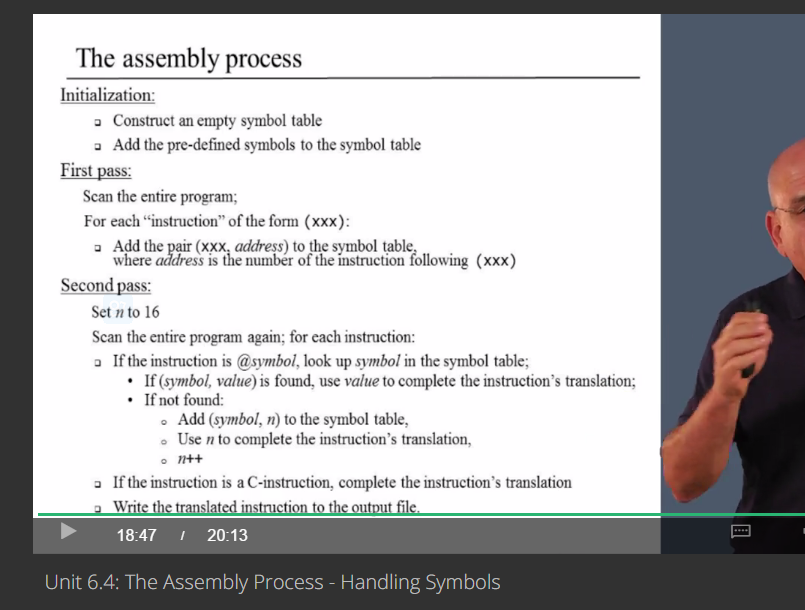 The assembly process
Initialization:
Construct an empty symbol table
Add the pre-defined symbols to the symbol table
First pass:
Scan the entire program;
For each “instruction” of the form (xxx):
Add the pair (xxx, address) to the symbol table,
where address is the number of the instruction following (xxx)
Second pass:
Set n to 16
Scan the entire program again; for each instruction:
If the instruction is @symbol, look up symbol in the symbol table;
If (symbol, value) is found, use value to complete the instruction’s translation;
If not found:
Add (symbol, n) to the symbol table,
Use n to complete the instruction’s translation,
n++
If the instruction is a C-instruction, complete the instruction’s translation
Write the translated instruction to the output file.
18:47 / 20:13
Unit 6.4: The Assembly Process - Handling Symbols